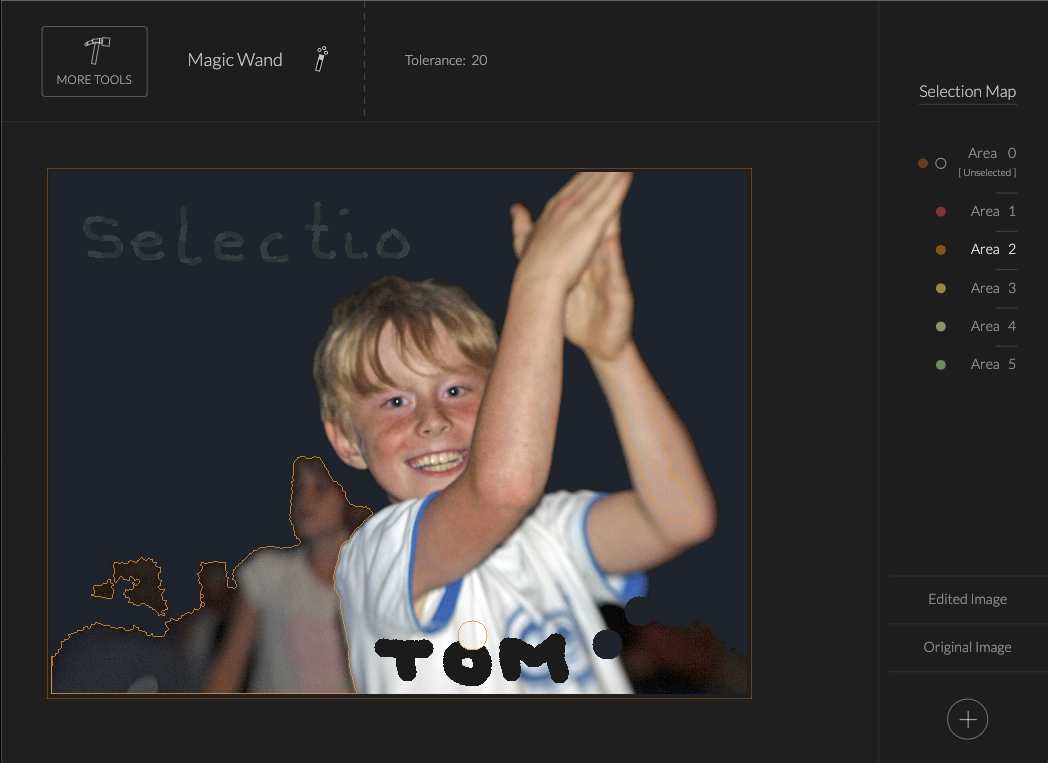 MORE TOOLS
Magic Wand
Tolerance: 20
Selection Map
Area 0
[ Unselected ]
Area 1
Area 2
Area 3
Area 4
Area 5
Selectio
TOM
Edited Image
Original Image